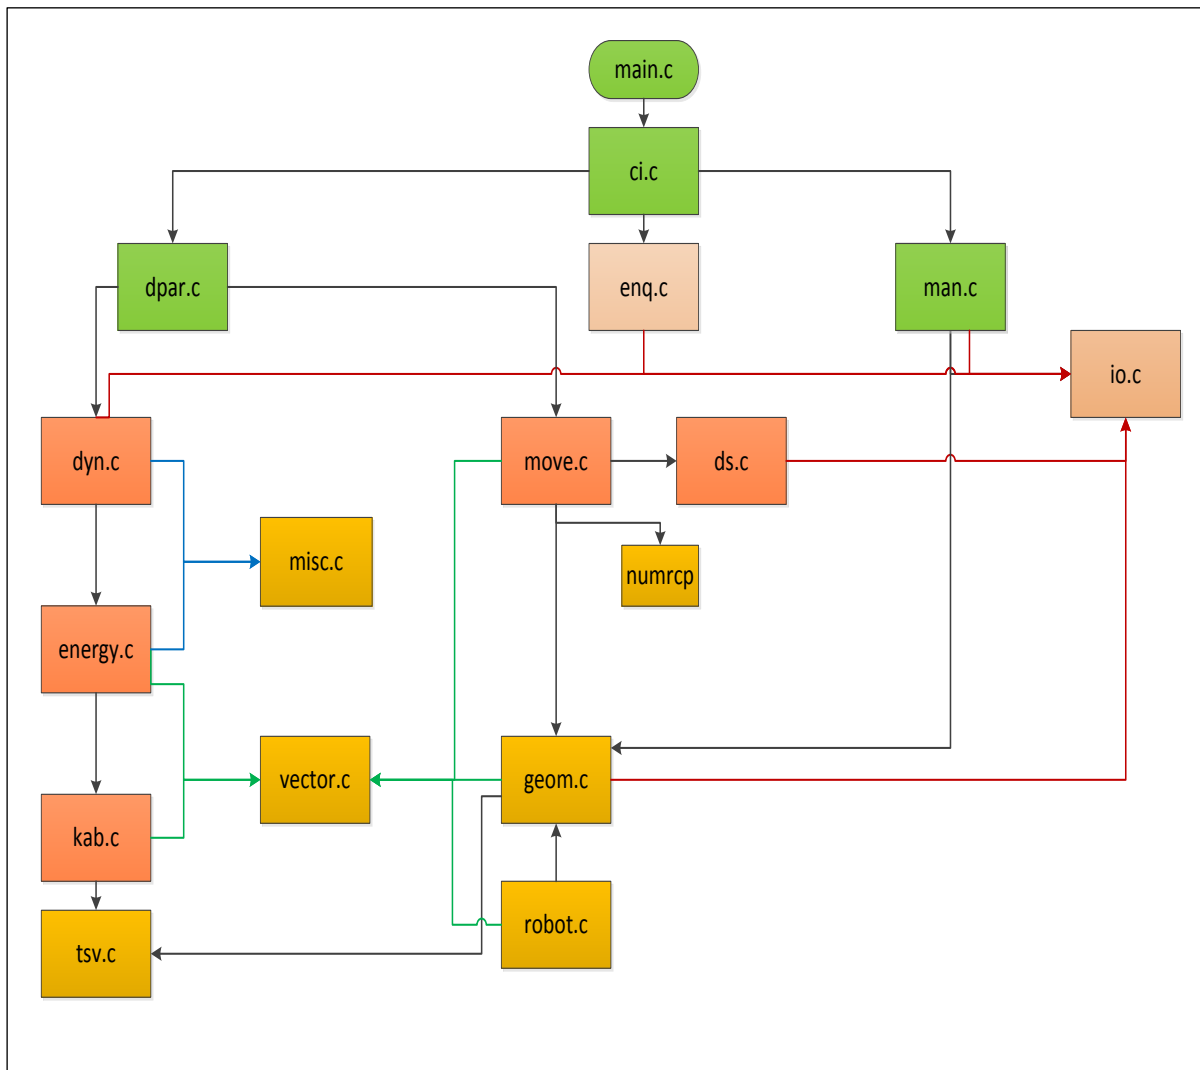 main.c
ci.c
dpar.c
enq.c
man.c
io.c
dyn.c
move.c
ds.c
misc.c
numrcp
energy.c
vector.c
geom.c
kab.c
robot.c
tsv.c